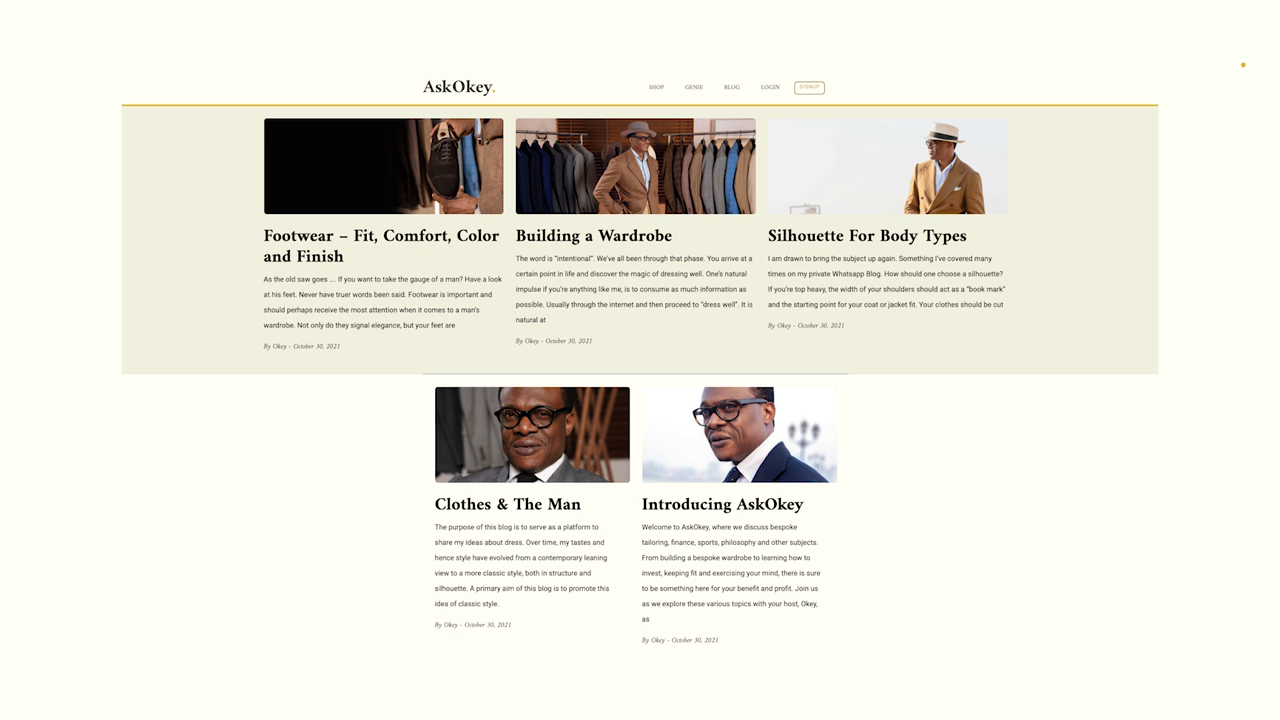 AskOkey.
SHOP GENIE BLOG LOGIN SIGNUP
Footwear – Fit, Comfort, Color
and Finish
As the old saw goes .... If you want to take the gauge of a man? Have a look
at his feet. Never have truer words been said. Footwear is important and
should perhaps receive the most attention when it comes to a man's
wardrobe. Not only do they signal elegance, but your feet are
By Okey - October 30, 2021
Building a Wardrobe
The word is "intentional". We've all been through that phase. You arrive at a
certain point in life and discover the magic of dressing well. One's natural
impulse if you're anything like me, is to consume as much information as
possible. Usually through the internet and then proceed to "dress well". It is
natural at
By Okey - October 30, 2021
Silhouette For Body Types
I am drawn to bring the subject up again. Something I've covered many
times on my private Whatsapp Blog. How should one choose a silhouette?
If you're top heavy, the width of your shoulders should act as a "book mark"
and the starting point for your coat or jacket fit. Your clothes should be cut
By Okey - October 30, 2021
Clothes & The Man
The purpose of this blog is to serve as a platform to
share my ideas about dress. Over time, my tastes and
hence style have evolved from a contemporary leaning
view to a more classic style, both in structure and
silhouette. A primary aim of this blog is to promote this
idea of classic style.
By Okey - October 30, 2021
Introducing AskOkey
Welcome to AskOkey, where we discuss bespoke
tailoring, finance, sports, philosophy and other subjects.
From building a bespoke wardrobe to learning how to
invest, keeping fit and exercising your mind, there is sure
to be something here for your benefit and profit. Join us
as we explore these various topics with your host, Okey,
as
By Okey - October 30, 2021